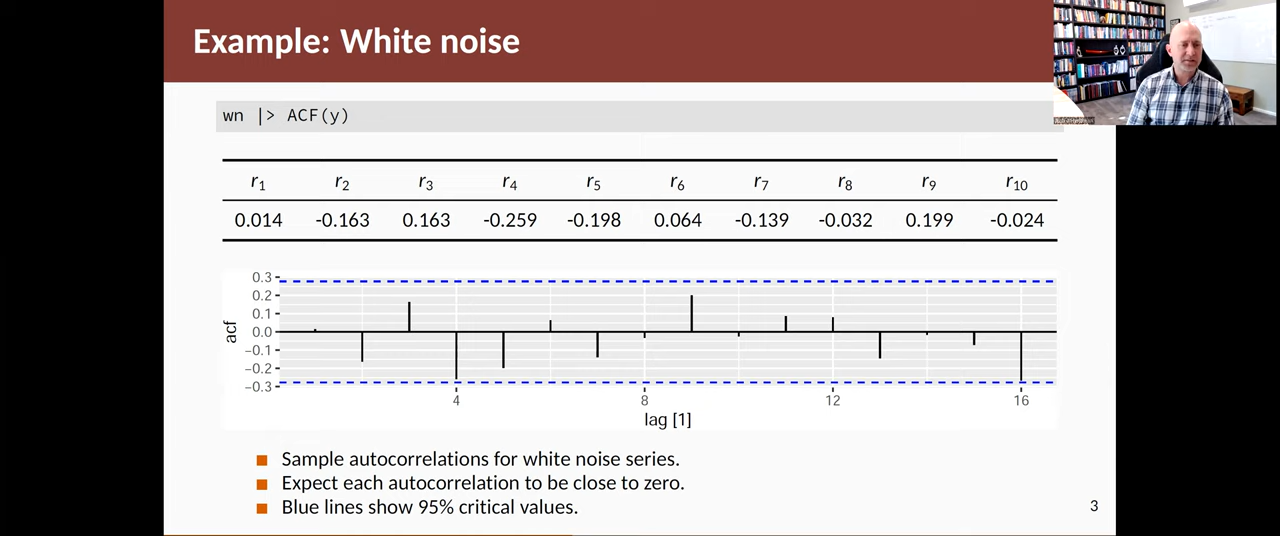 Example: White noise
wn |> ACF(y)
r1 r2 r3 r4 r5 r6 r7 r8 r9 r10
0.014 -0.163 0.163 -0.259 -0.198 0.064 -0.139 -0.032 0.199 -0.024
0.3
0.2
0.1
0.0
−0.1
−0.2
−0.3
acf
4 8 12 16
lag [1]
■ Sample autocorrelations for white noise series.
■ Expect each autocorrelation to be close to zero.
■ Blue lines show 95% critical values.
3